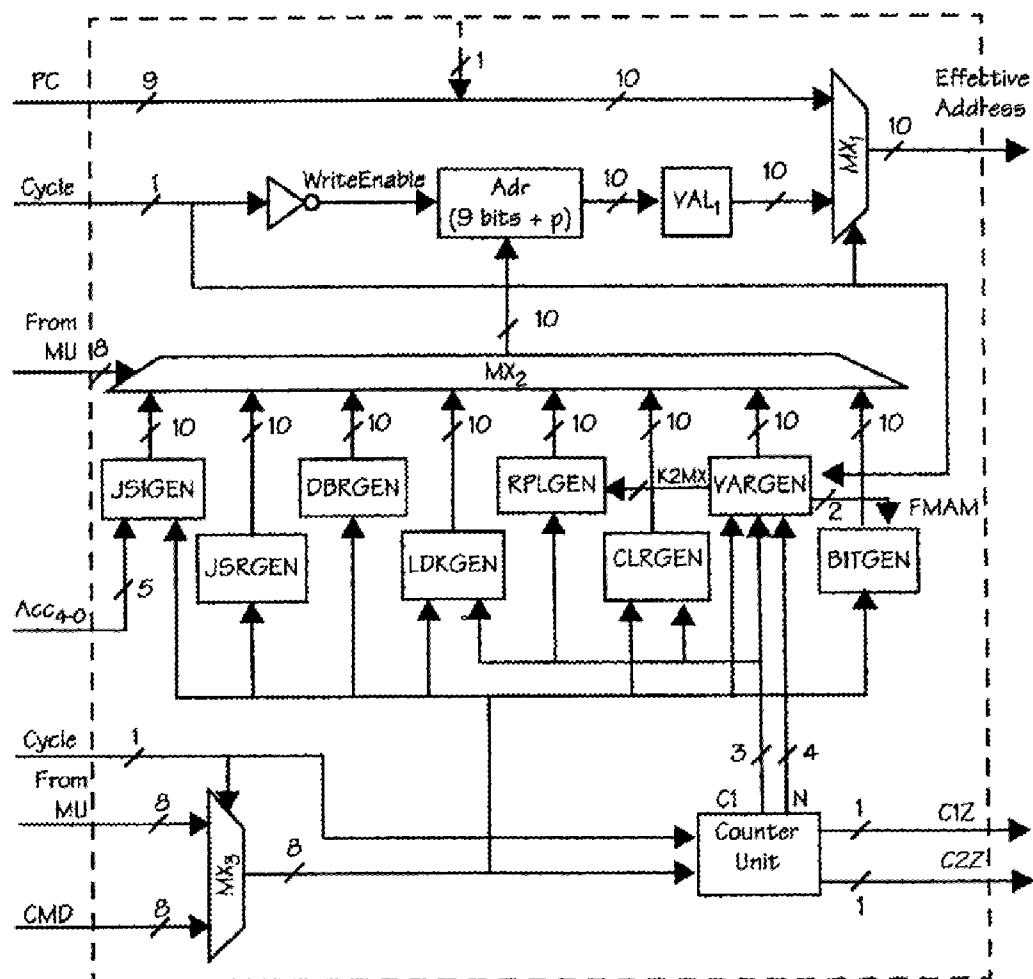 1
1
PC
9
10
Effective
Address
MX1
10
Cycle
1
WriteEnable
Adr
(9 bits + p)
10
VAL1
10
From
MU
8
10
MX2
10
10
10
10
10
10
10
10
JSIGEN
DBRGEN
RPLGEN
K2MX
VARGEN
2
FMAM
JSRGEN
LDKGEN
CLRGEN
BITGEN
5
Acc4-0
Cycle
1
3
4
From
MU
8
C1
N
MX3
8
Counter
Unit
1
C1Z
C2Z
1
CMD
8